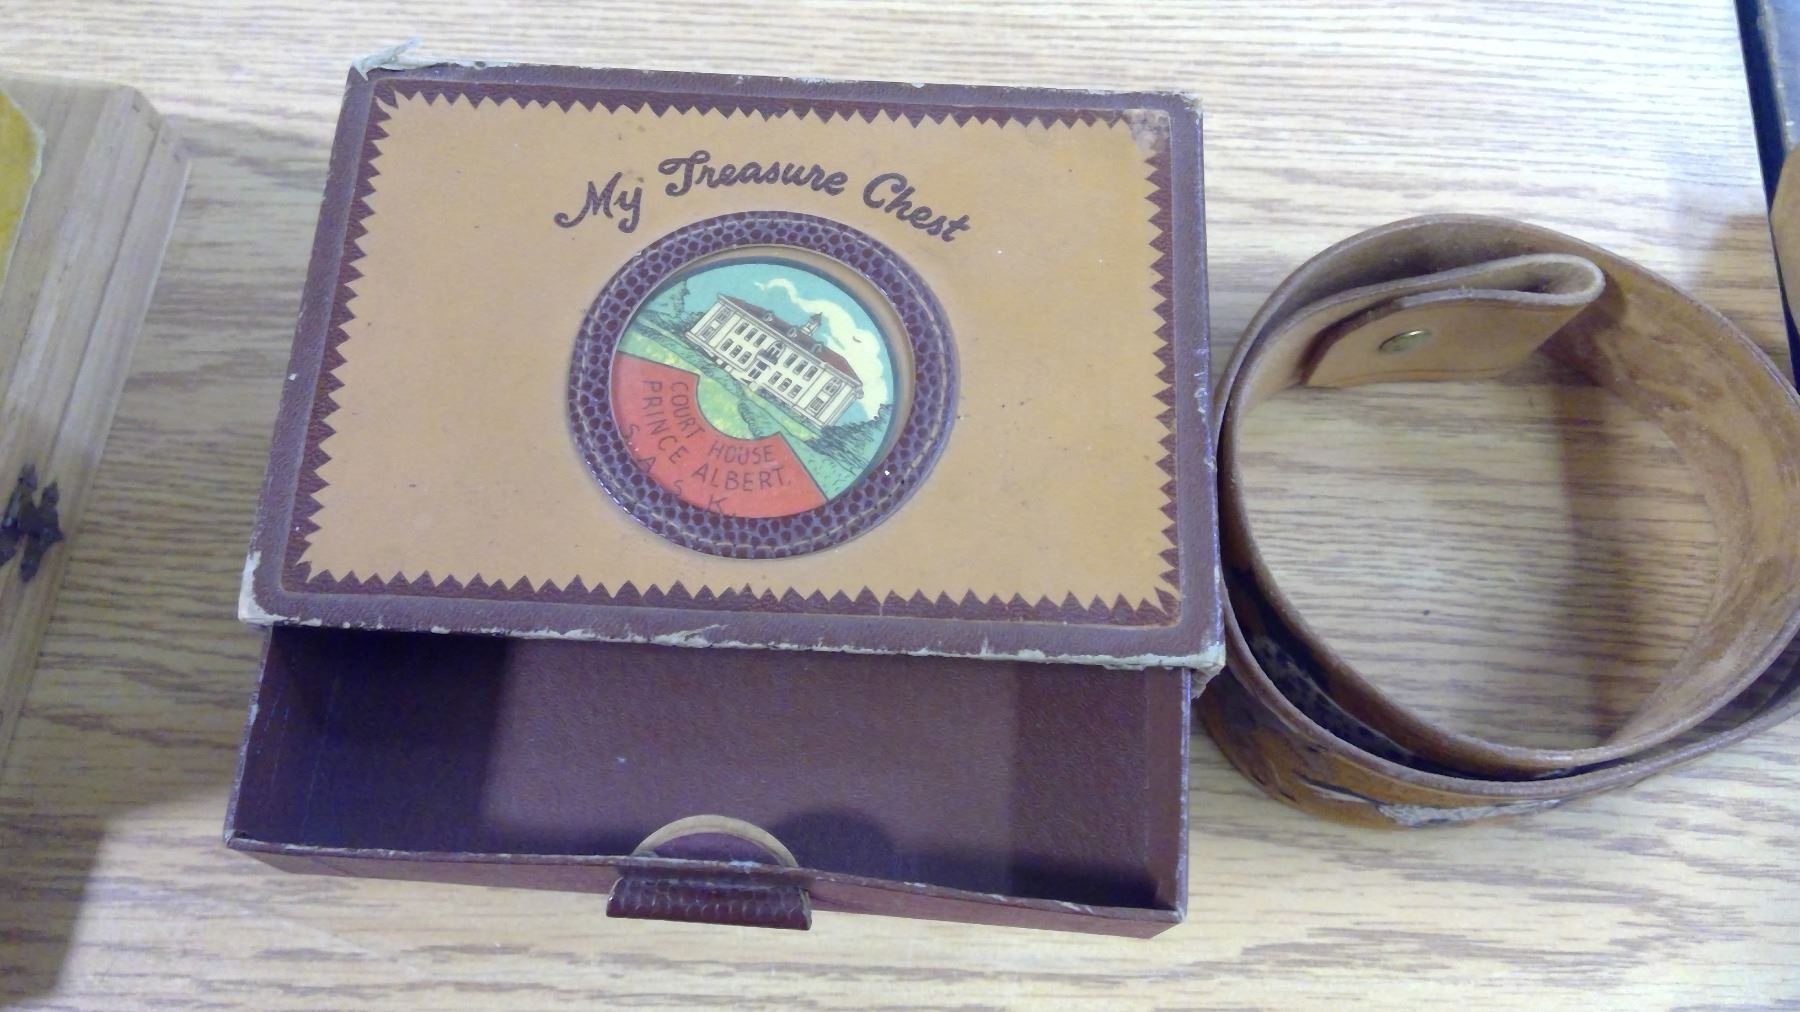 My Treasure Chest
COURT HOUSE
PRINCE ALBERT,
SASK.